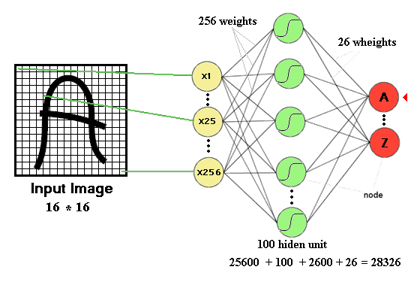 256 weights
26 wheights
x1
x25
x256
A
Z
node
Input Image
16 * 16
100 hiden unit
25600 + 100 + 2600 + 26 = 28326